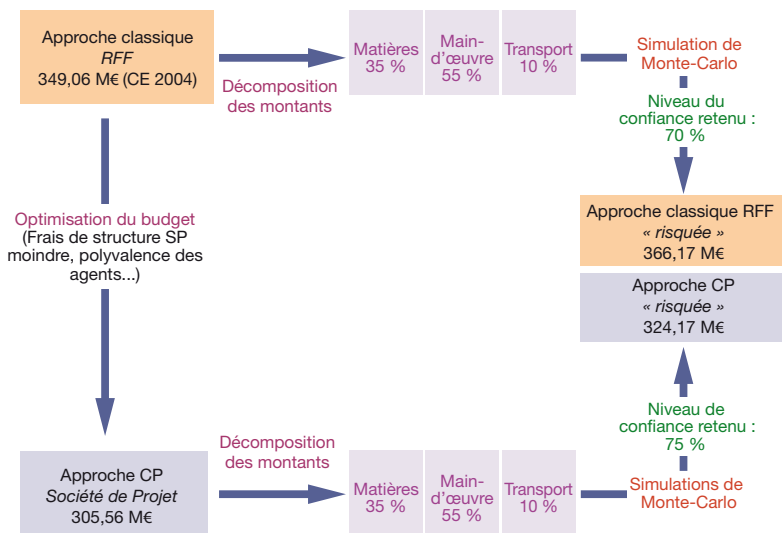 Approche classique
RFF
349,06 M€ (CE 2004)
Décomposition
des montants
Matières
35 %
Main-
d'œuvre
55 %
Transport
10 %
Simulation de
Monte-Carlo
Niveau du
confiance retenu :
70 %
Optimisation du budget
(Frais de structure SP
moindre, polyvalence des
agents...)
Approche classique RFF
« risquée »
366,17 M€
Approche CP
« risquée »
324,17 M€
Niveau de
confiance retenu :
75 %
Simulations de
Monte-Carlo
Approche CP
Société de Projet
305,56 M€
Décomposition
des montants
Matières
35 %
Main-
d'œuvre
55 %
Transport
10 %